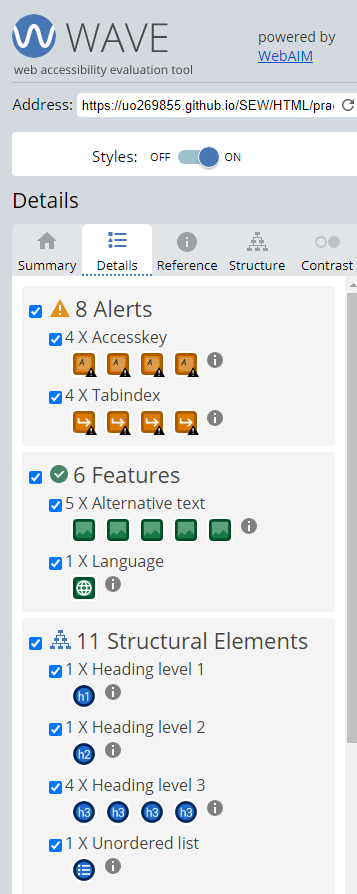 WAVE
web accessibility evaluation tool
powered by
WebAIM
Address: https://uo269855.github.io/SEW/HTML/prac
Styles: OFF ON
Details
Summary Details Reference Structure Contrast
8 Alerts
4 X Accesskey
A A A A
4 X Tabindex
6 Features
5 X Alternative text
1 X Language
11 Structural Elements
1 X Heading level 1
h1
1 X Heading level 2
h2
4 X Heading level 3
h3 h3 h3 h3
1 X Unordered list